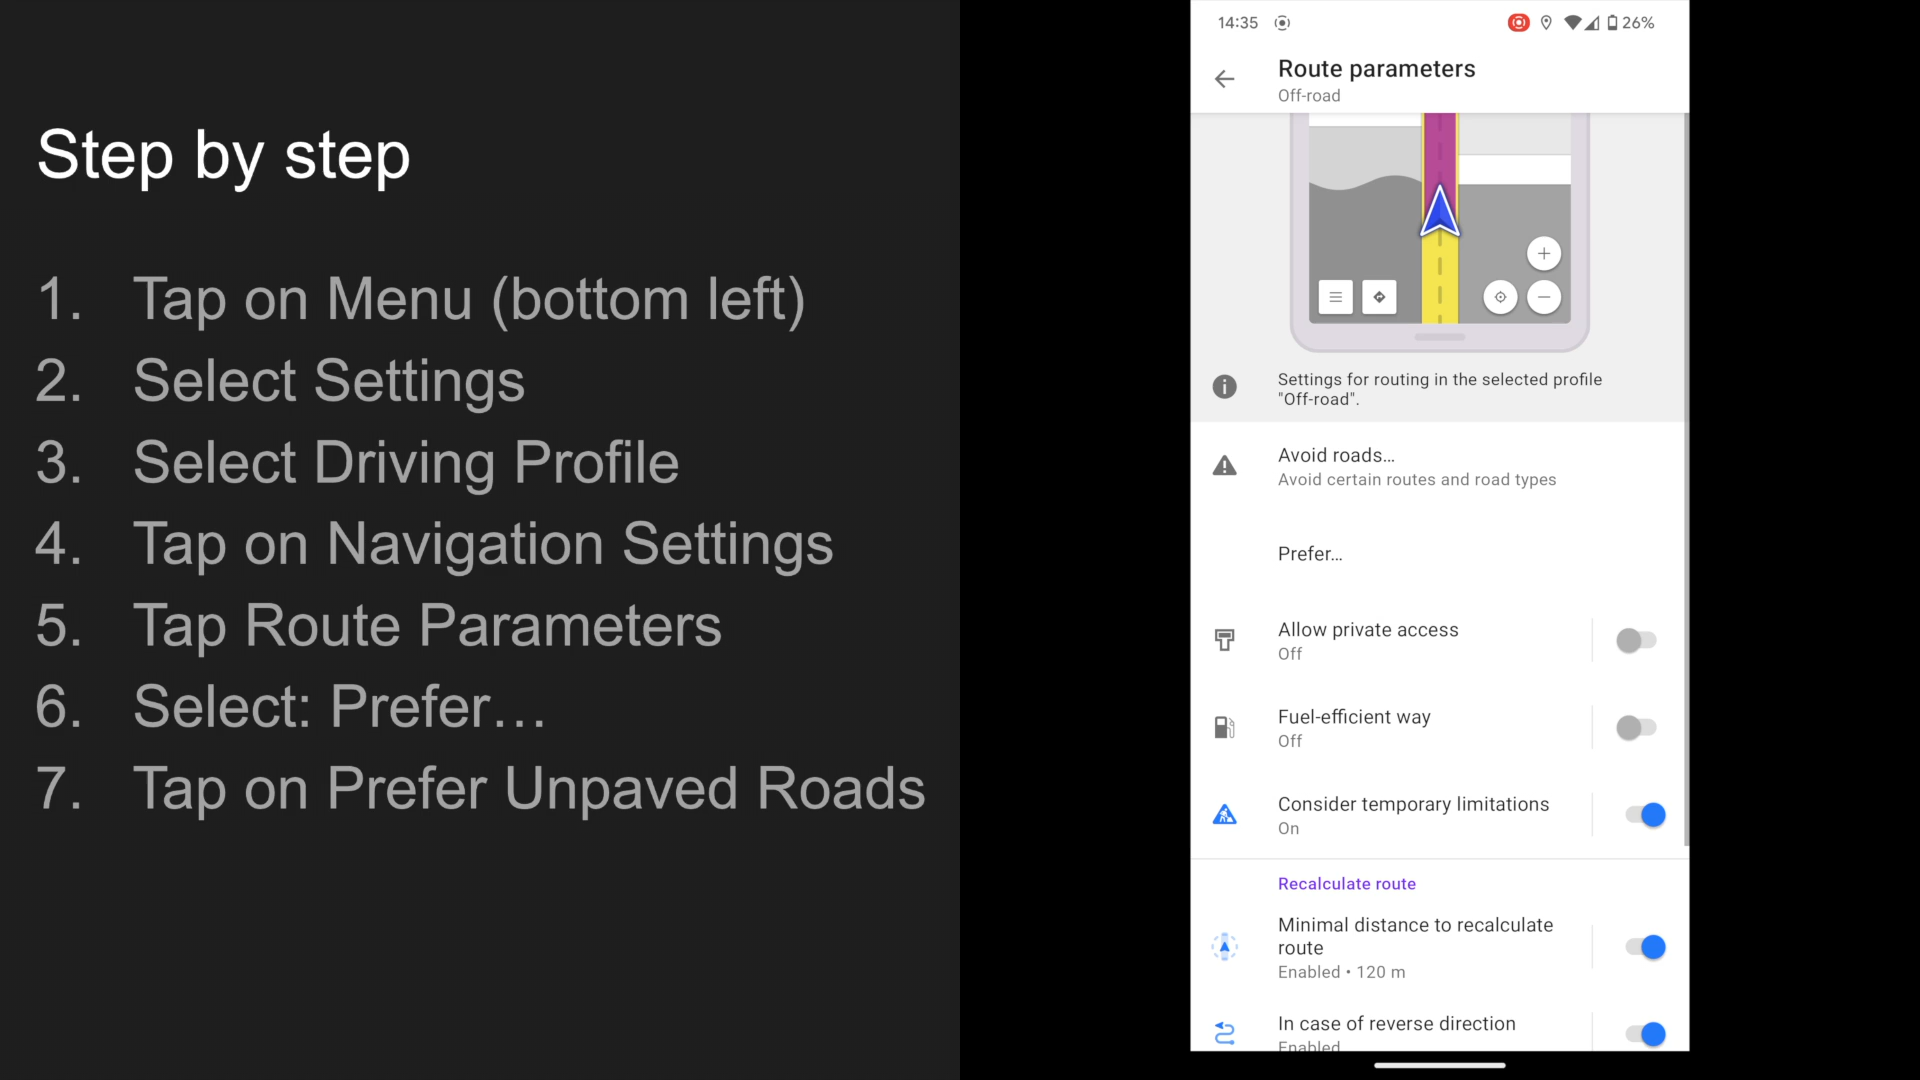 Step by step
1. Tap on Menu (bottom left)
2. Select Settings
3. Select Driving Profile
4. Tap on Navigation Settings
5. Tap Route Parameters
6. Select: Prefer…
7. Tap on Prefer Unpaved Roads
14:35
26%
Route parameters
Off-road
Settings for routing in the selected profile
"Off-road".
Avoid roads…
Avoid certain routes and road types
Prefer…
Allow private access
Off
Fuel-efficient way
Off
Consider temporary limitations
On
Recalculate route
Minimal distance to recalculate
route
Enabled • 120 m
In case of reverse direction
Enabled